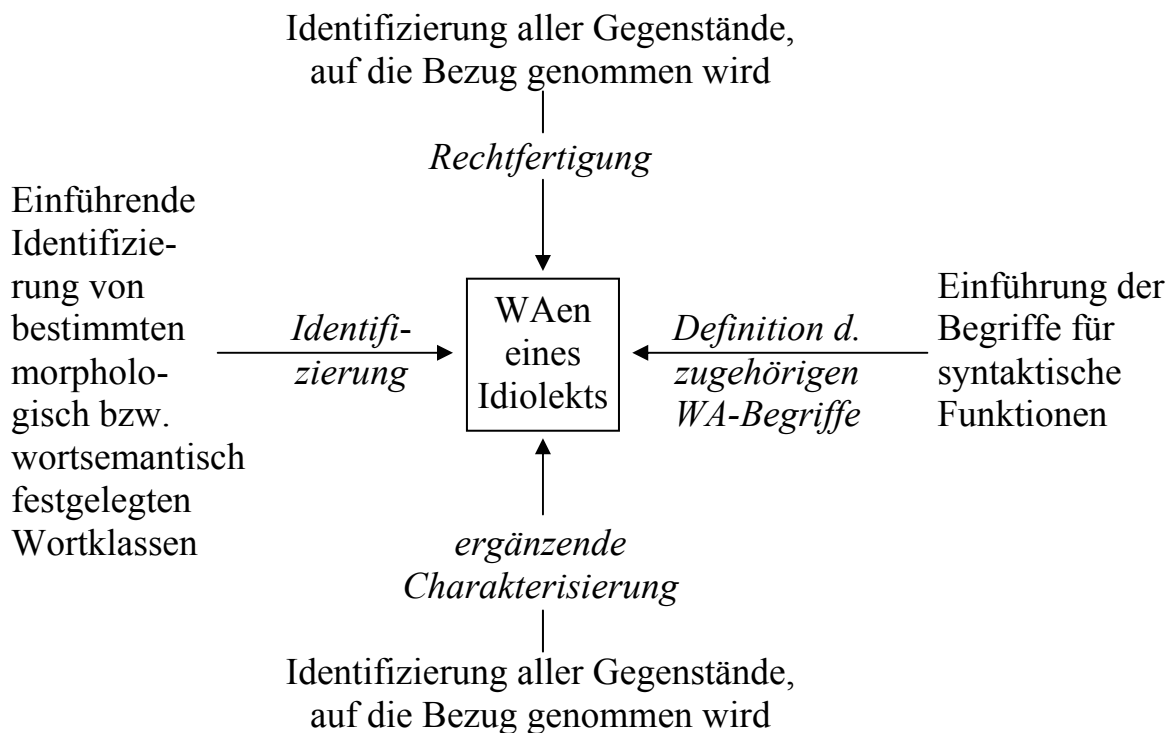 Identifizierung aller Gegenstände,
auf die Bezug genommen wird
Rechtfertigung
Einführende
Identifizie-
rung von
bestimmten
morpholo-
gisch bzw.
wortsemantisch
festgelegten
Wortklassen
Identifi-
zierung
WAen
eines
Idiolekts
Definition d.
zugehörigen
WA-Begriffe
Einführung der
Begriffe für
syntaktische
Funktionen
ergänzende
Charakterisierung
Identifizierung aller Gegenstände,
auf die Bezug genommen wird